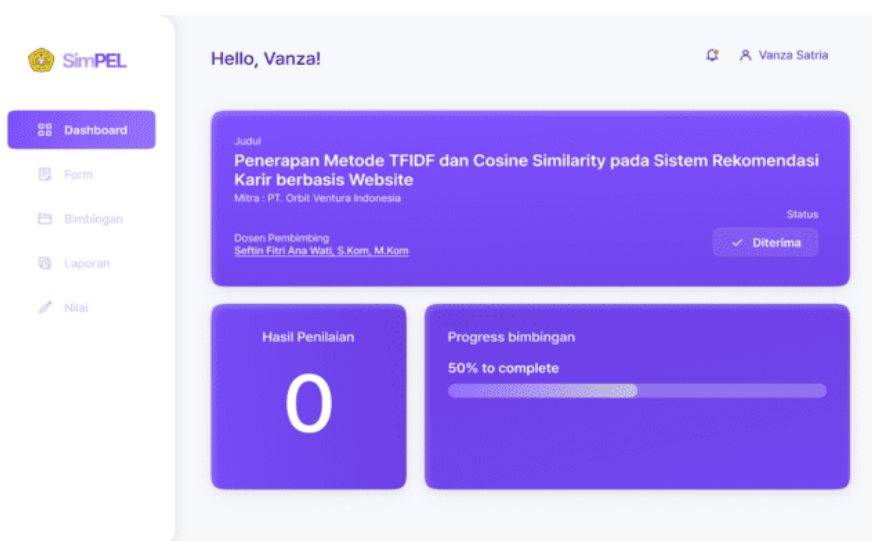 SimPEL
Hello, Vanza!
Vanza Satria
Dashboard
Form
Bimbingan
Laporan
Nilai
Judul
Penerapan Metode TFIDF dan Cosine Similarity pada Sistem Rekomendasi
Karir berbasis Website
Mitra : PT. Orbit Ventura Indonesia
Status
Diterima
Dosen Pembimbing
Seftin Fitri Ana Wati, S.Kom, M.Kom
Hasil Penilaian
0
Progress bimbingan
50% to complete